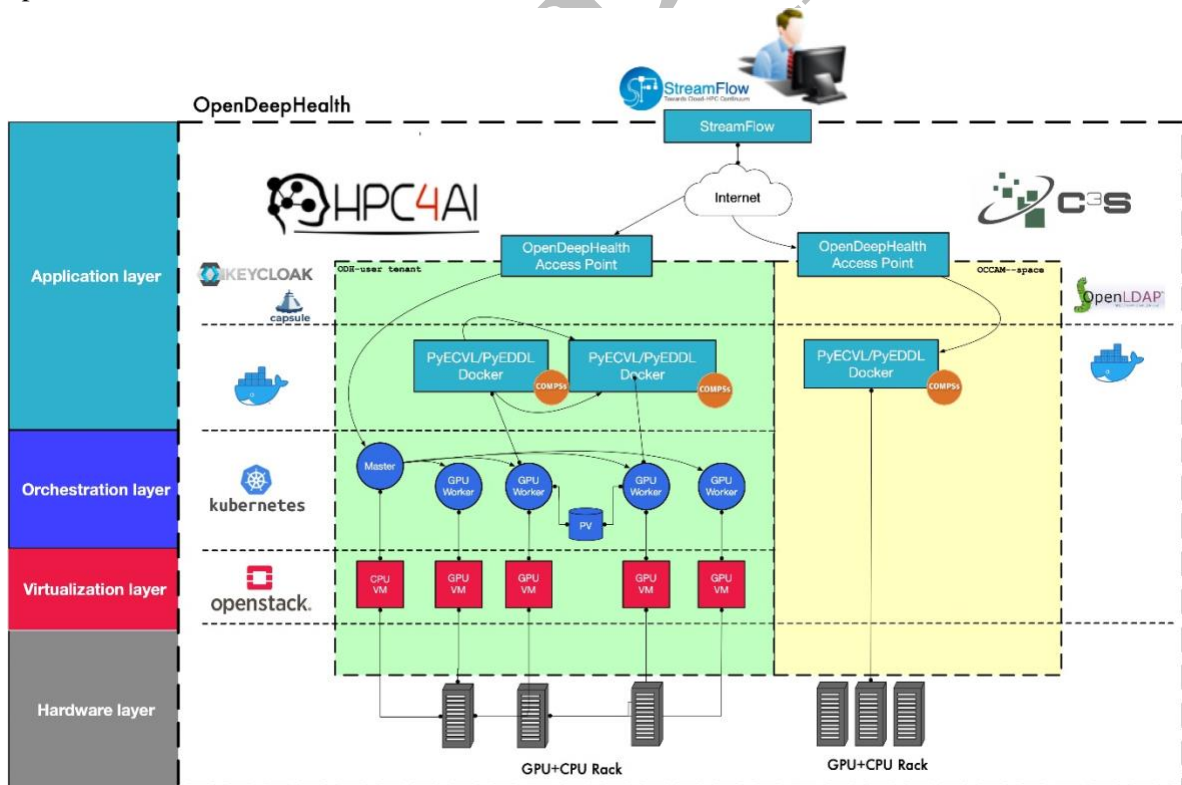 StreamFlow
Towards Cloud-HPC Continuum
OpenDeepHealth
StreamFlow
HPC4AI
Internet
C3S
OpenDeepHealth
Access Point
OpenDeepHealth
Access Point
Application layer
KEYCLOAK
capsule
ODH-user tenant
OCCAM--space
OpenLDAP
PyECVL/PyEDDL
Docker
COMPSs
PyECVL/PyEDDL
Docker
COMPSs
PyECVL/PyEDDL
Docker
COMPSs
Orchestration layer
kubernetes
Master
GPU
Worker
GPU
Worker
GPU
Worker
GPU
Worker
PV
Virtualization layer
openstack.
CPU
VM
GPU
VM
GPU
VM
GPU
VM
GPU
VM
Hardware layer
GPU+CPU Rack
GPU+CPU Rack